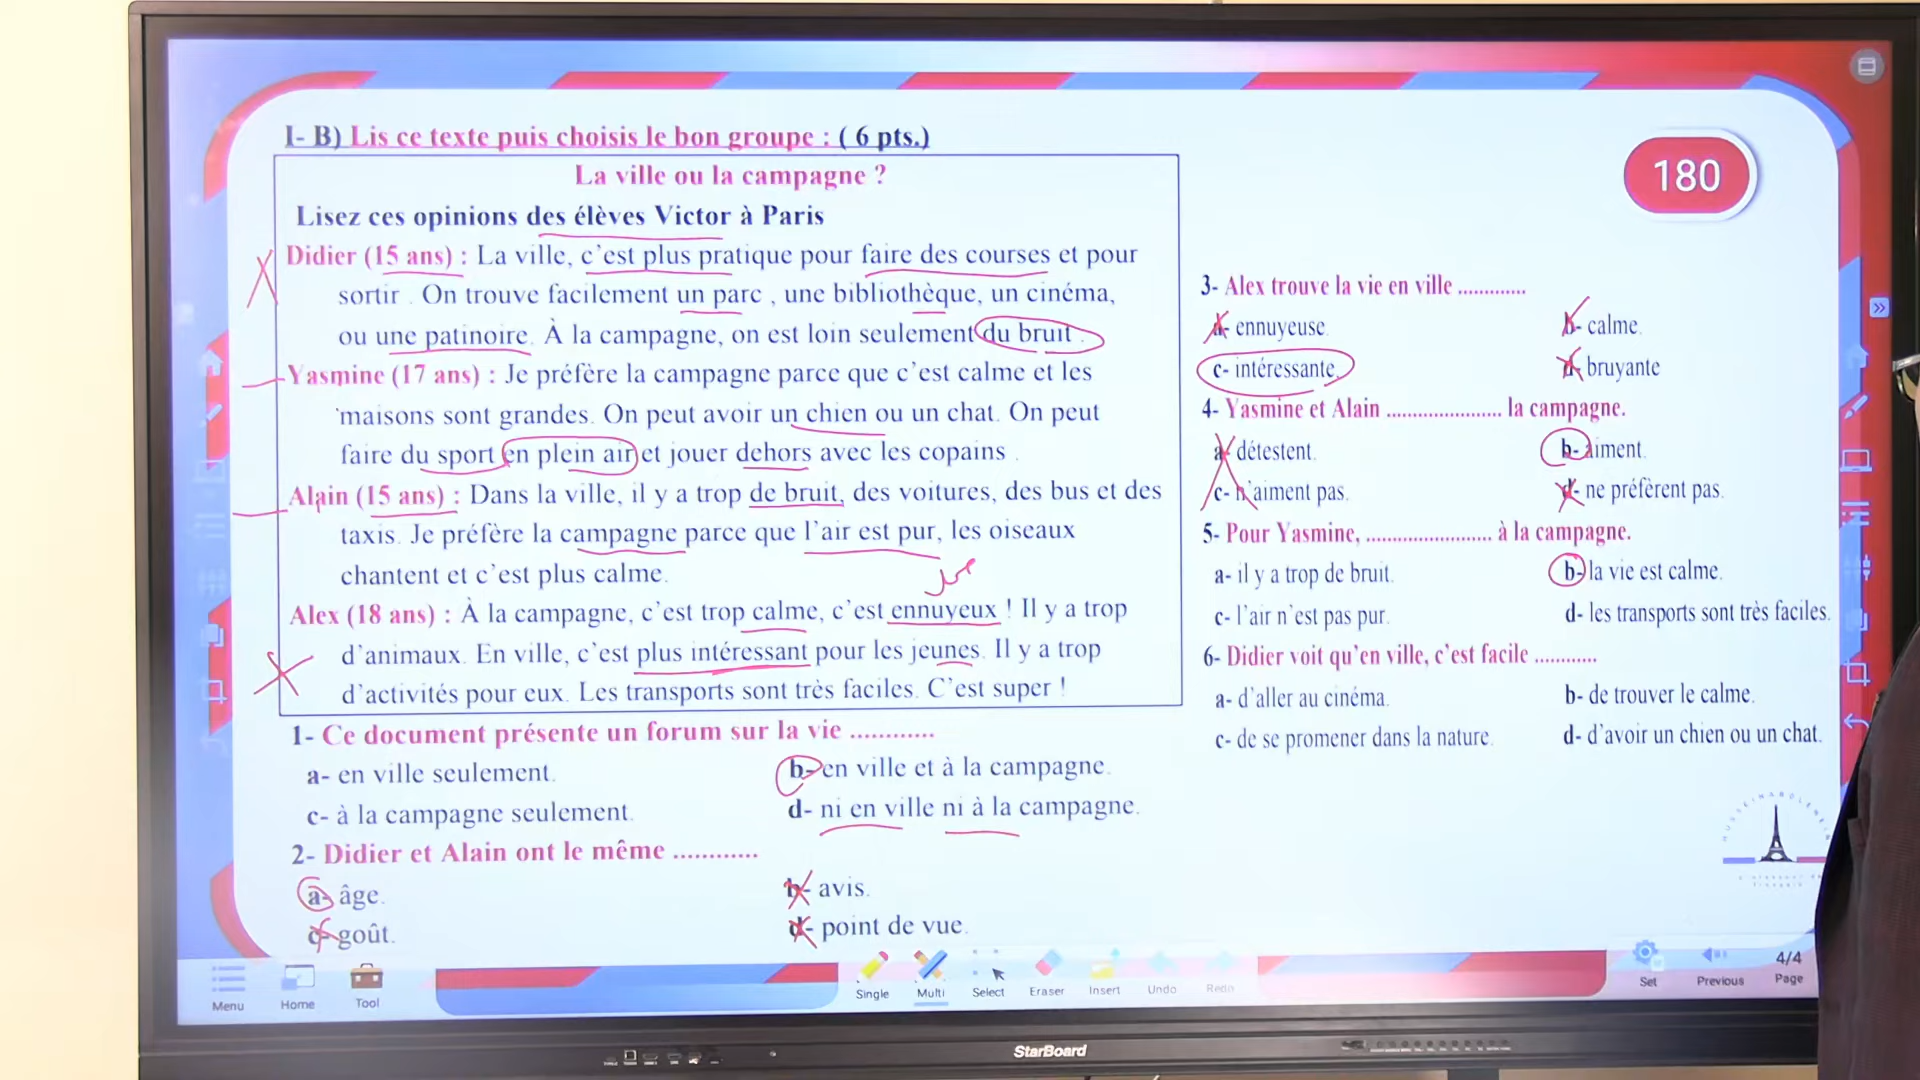 I- B) Lis ce texte puis choisis le bon groupe : ( 6 pts.)
La ville ou la campagne ?
Lisez ces opinions des élèves Victor à Paris
Didier (15 ans) : La ville, c’est plus pratique pour faire des courses et pour
sortir . On trouve facilement un parc , une bibliothèque, un cinéma,
ou une patinoire. À la campagne, on est loin seulement du bruit .
Yasmine (17 ans) : Je préfère la campagne parce que c’est calme et les
maisons sont grandes. On peut avoir un chien ou un chat. On peut
faire du sport en plein air et jouer dehors avec les copains .
Alain (15 ans) : Dans la ville, il y a trop de bruit, des voitures, des bus et des
taxis. Je préfère la campagne parce que l’air est pur, les oiseaux
chantent et c’est plus calme.
Alex (18 ans) : À la campagne, c’est trop calme, c’est ennuyeux ! Il y a trop
d’animaux. En ville, c’est plus intéressant pour les jeunes. Il y a trop
d’activités pour eux. Les transports sont très faciles. C’est super !
1- Ce document présente un forum sur la vie ............
a- en ville seulement.
b- en ville et à la campagne.
c- à la campagne seulement.
d- ni en ville ni à la campagne.
2- Didier et Alain ont le même ............
a- âge.
b- avis.
c- goût.
d- point de vue.
180
3- Alex trouve la vie en ville .............
a- ennuyeuse.
b- calme.
c- intéressante.
d- bruyante
4- Yasmine et Alain ...................... la campagne.
a- détestent.
b- aiment.
c- n’aiment pas.
d- ne préfèrent pas.
5- Pour Yasmine, ........................ à la campagne.
a- il y a trop de bruit.
b- la vie est calme.
c- l’air n’est pas pur.
d- les transports sont très faciles.
6- Didier voit qu’en ville, c’est facile ............
a- d’aller au cinéma.
b- de trouver le calme.
c- de se promener dans la nature.
d- d’avoir un chien ou un chat.
Menu
Home
Tool
Single
Multi
Select
Eraser
Insert
Undo
Redo
Set
Previous
4/4
Page
StarBoard